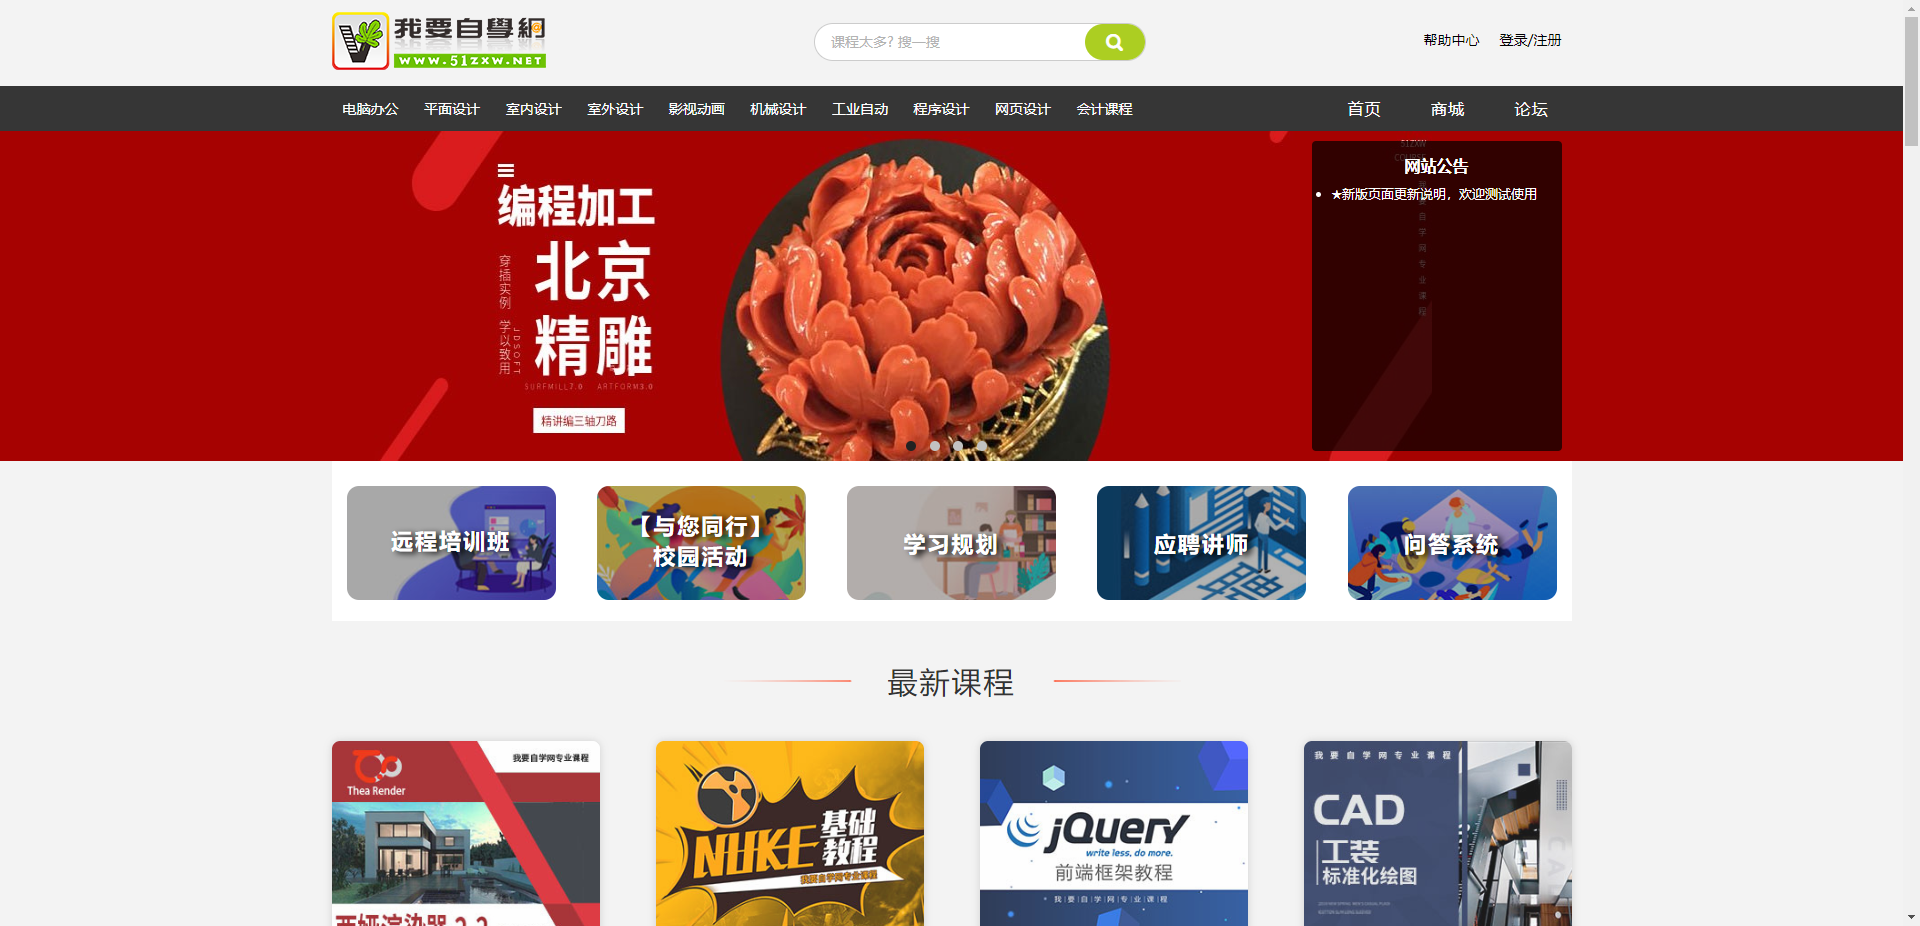 我要自學網
WWW.51ZXW.NET
课程太多? 搜一搜
帮助中心 登录/注册
电脑办公 平面设计 室内设计 室外设计 影视动画 机械设计 工业自动 程序设计 网页设计 会计课程 首页 商城 论坛
编程加工
北京
精雕
穿插实例 学以致用
JDSOFT
SURFMILL7.0 ARTFORM3.0
精讲编三轴刀路
51ZXW
网站公告
★新版页面更新说明，欢迎测试使用
自学网专业课程
远程培训班
【与您同行】
校园活动
学习规划
应聘讲师
问答系统
最新课程
我要自学网专业课程
Thea Render
NUKE
基础
教程
我要自学网专业课程
jQuery
write less, do more.
前端框架教程
我|要|自|学|网|专|业|课|程
我要自学网专业课程
CAD
工装
标准化绘图